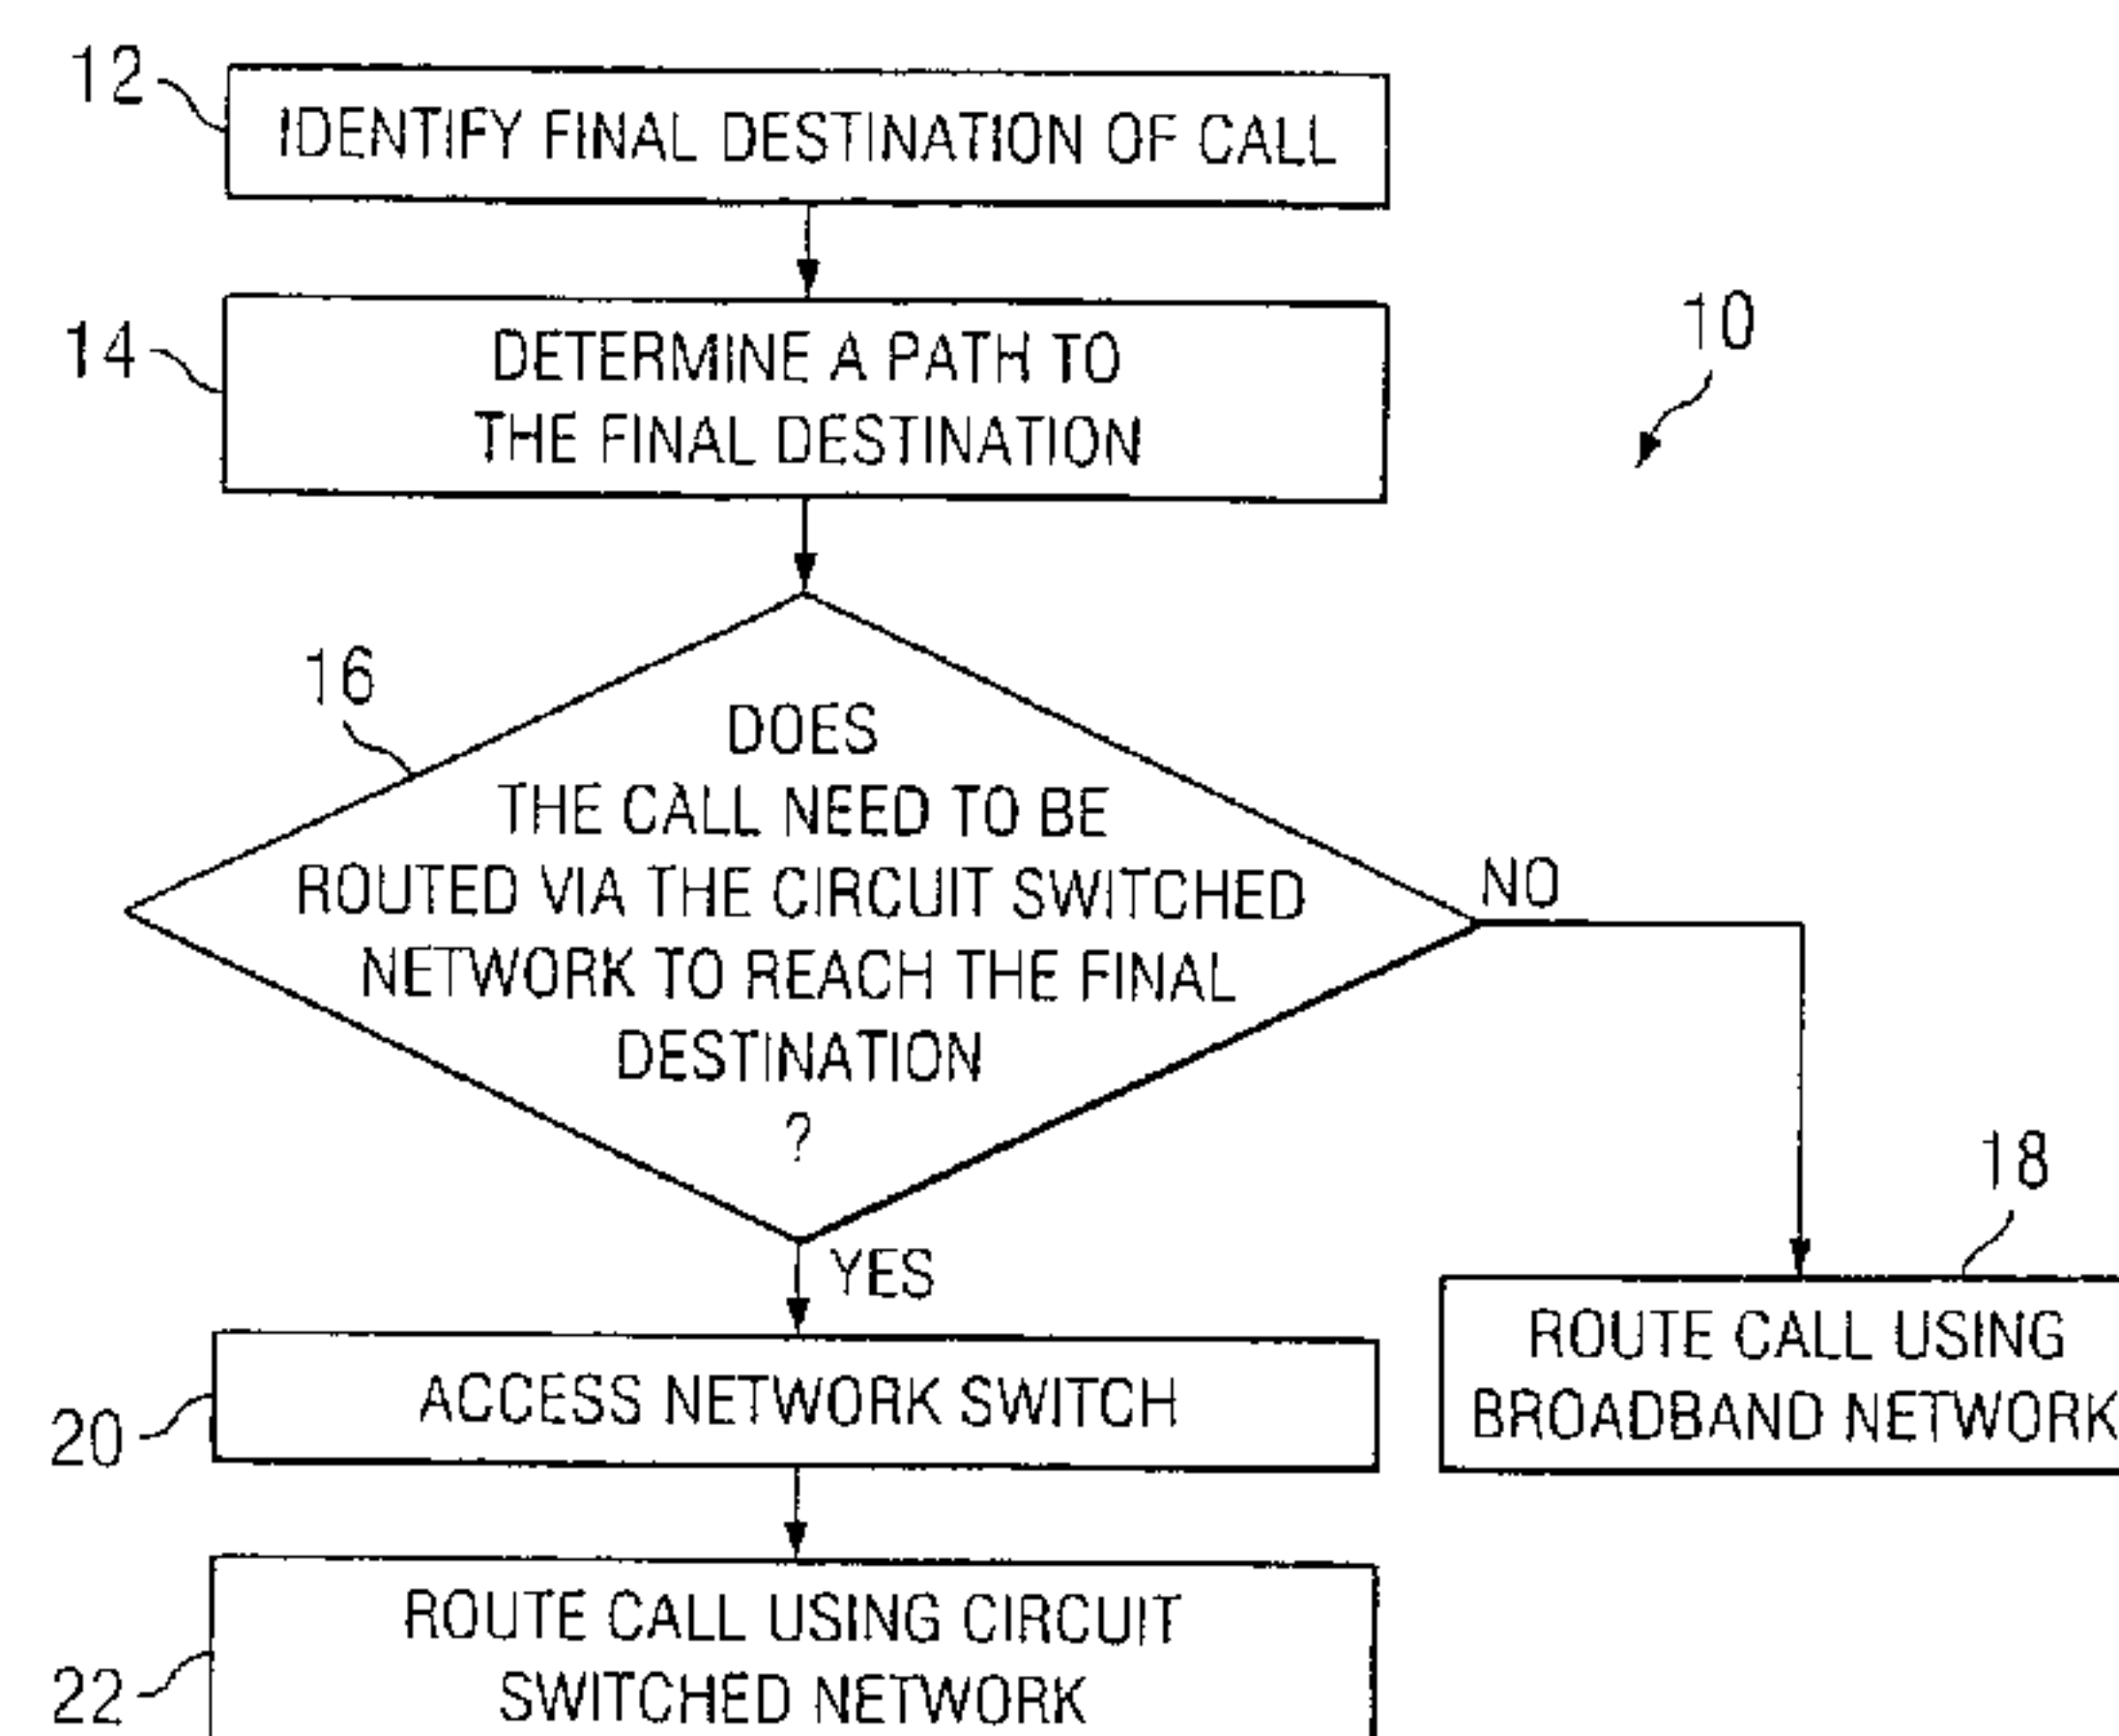 12
IDENTIFY FINAL DESTINATION OF CALL
14
DETERMINE A PATH TO
THE FINAL DESTINATION
10
16
DOES
THE CALL NEED TO BE
ROUTED VIA THE CIRCUIT SWITCHED
NETWORK TO REACH THE FINAL
DESTINATION
?
NO
YES
18
ROUTE CALL USING
BROADBAND NETWORK
20
ACCESS NETWORK SWITCH
22
ROUTE CALL USING CIRCUIT
SWITCHED NETWORK